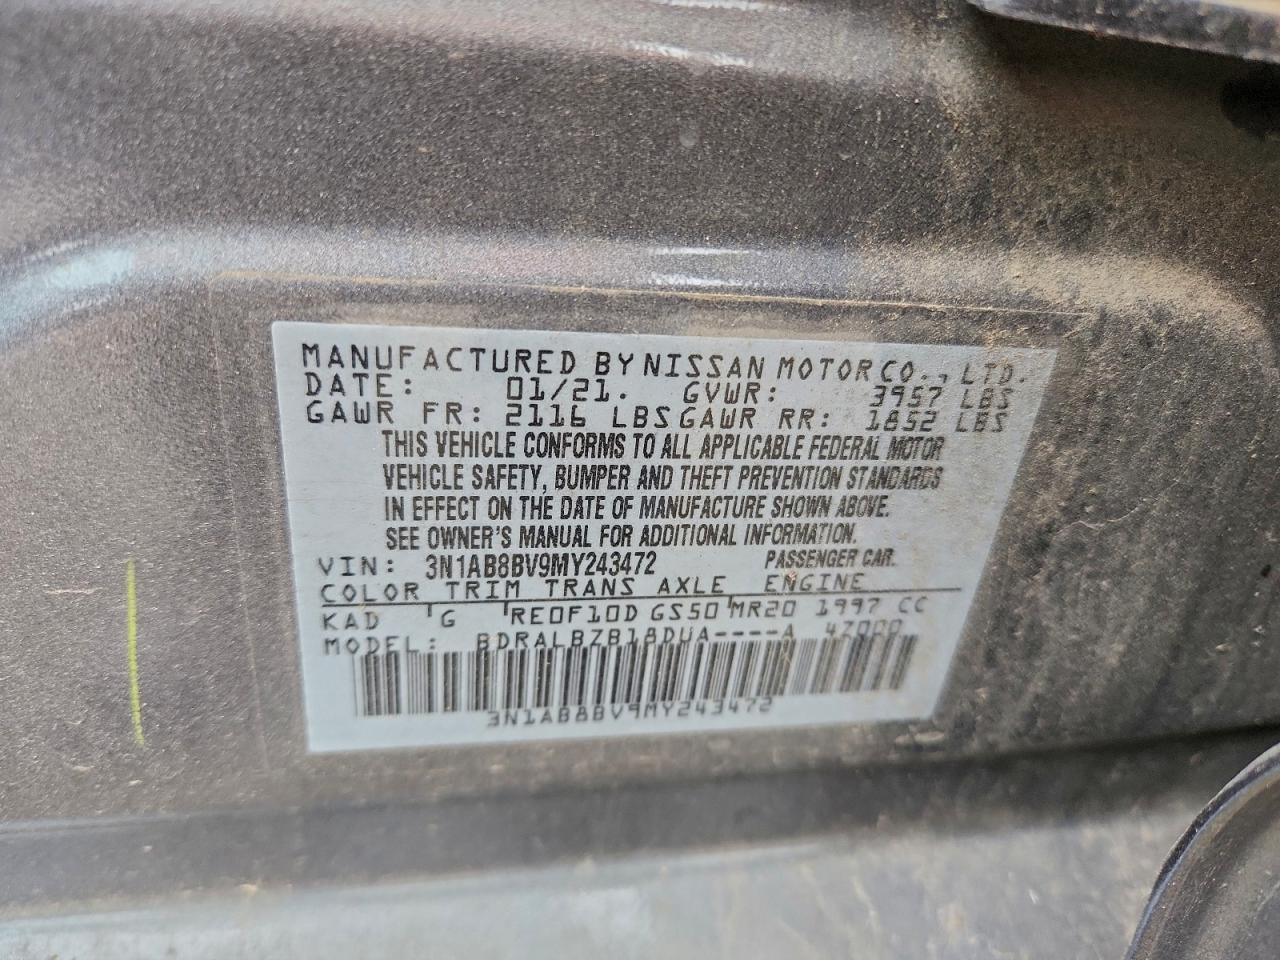 MANUFACTURED BY NISSAN MOTOR CO., LTD.
DATE: 01/21. GVWR: 3957 LBS
GAWR FR: 2116 LBS GAWR RR: 1852 LBS
THIS VEHICLE CONFORMS TO ALL APPLICABLE FEDERAL MOTOR
VEHICLE SAFETY, BUMPER AND THEFT PREVENTION STANDARDS
IN EFFECT ON THE DATE OF MANUFACTURE SHOWN ABOVE.
SEE OWNER'S MANUAL FOR ADDITIONAL INFORMATION.
VIN: 3N1AB8BV9MY243472 PASSENGER CAR.
COLOR TRIM TRANS AXLE ENGINE
KAD G RE0F10D GS50 MR20 1997 CC
MODEL: BDRALBZB18DUA----A
3N1AB8BV9MY243472